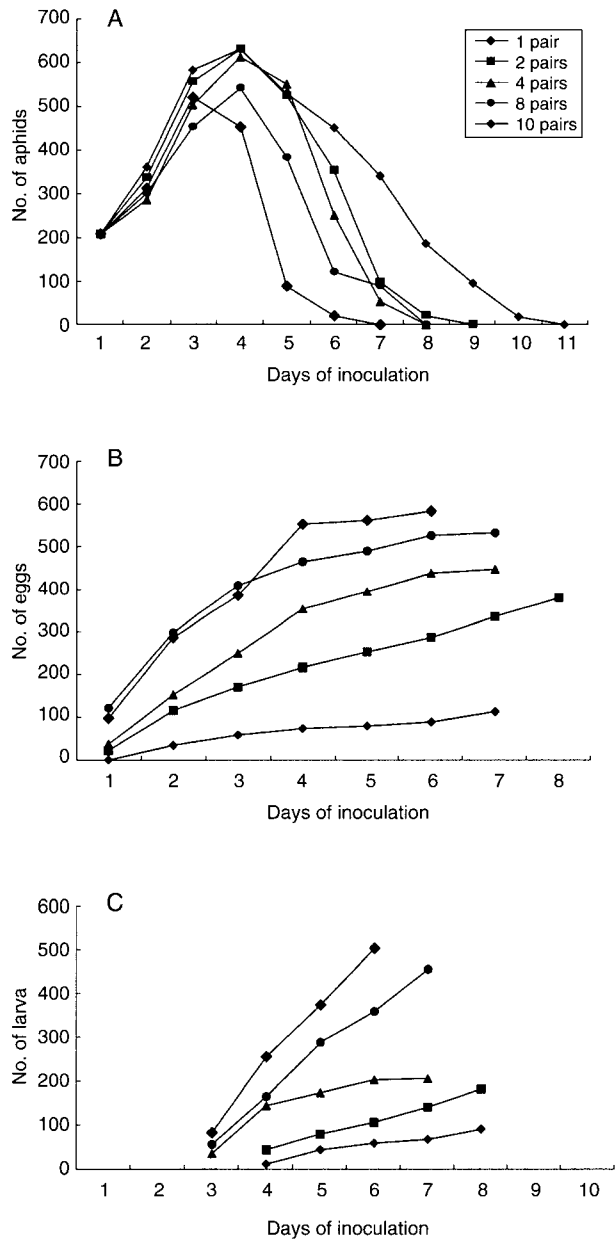 A
700
600
500
400
300
200
100
0
No. of aphids
1 pair
2 pairs
4 pairs
8 pairs
10 pairs
1 2 3 4 5 6 7 8 9 10 11
Days of inoculation
B
700
600
500
400
300
200
100
0
No. of eggs
1 2 3 4 5 6 7 8
Days of inoculation
C
600
500
400
300
200
100
0
No. of larva
1 2 3 4 5 6 7 8 9 10
Days of inoculation